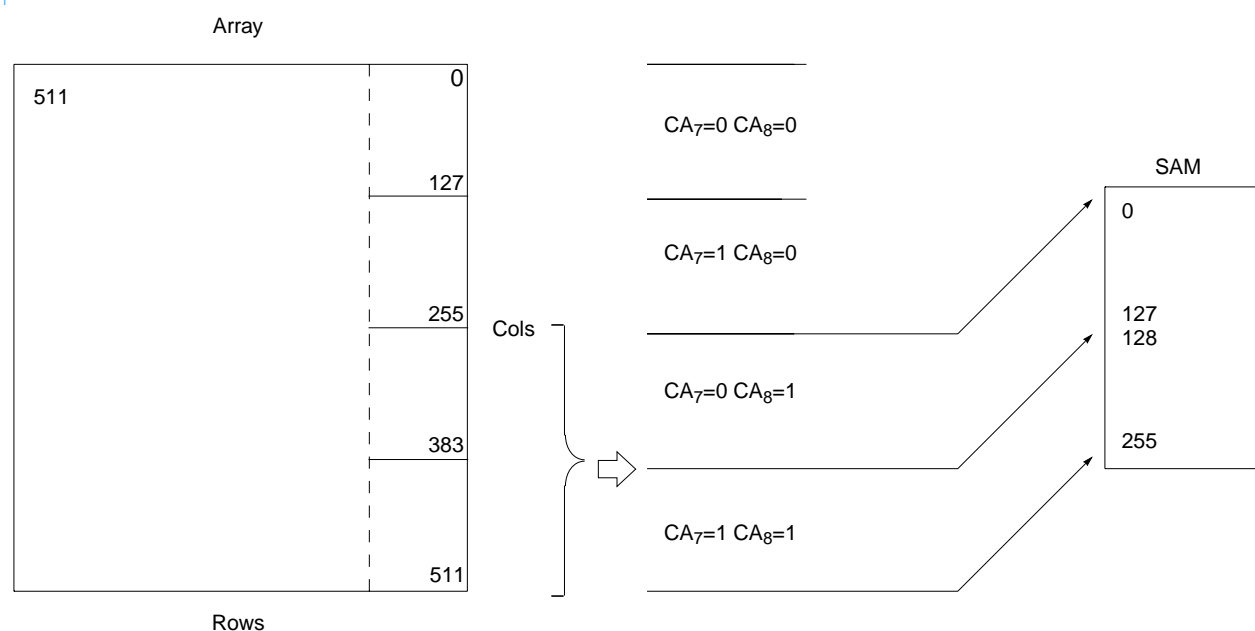 Array
0
511
127
255
383
511
Rows
Cols
CA7=0 CA8=0
CA7=1 CA8=0
CA7=0 CA8=1
CA7=1 CA8=1
SAM
0
127
128
255